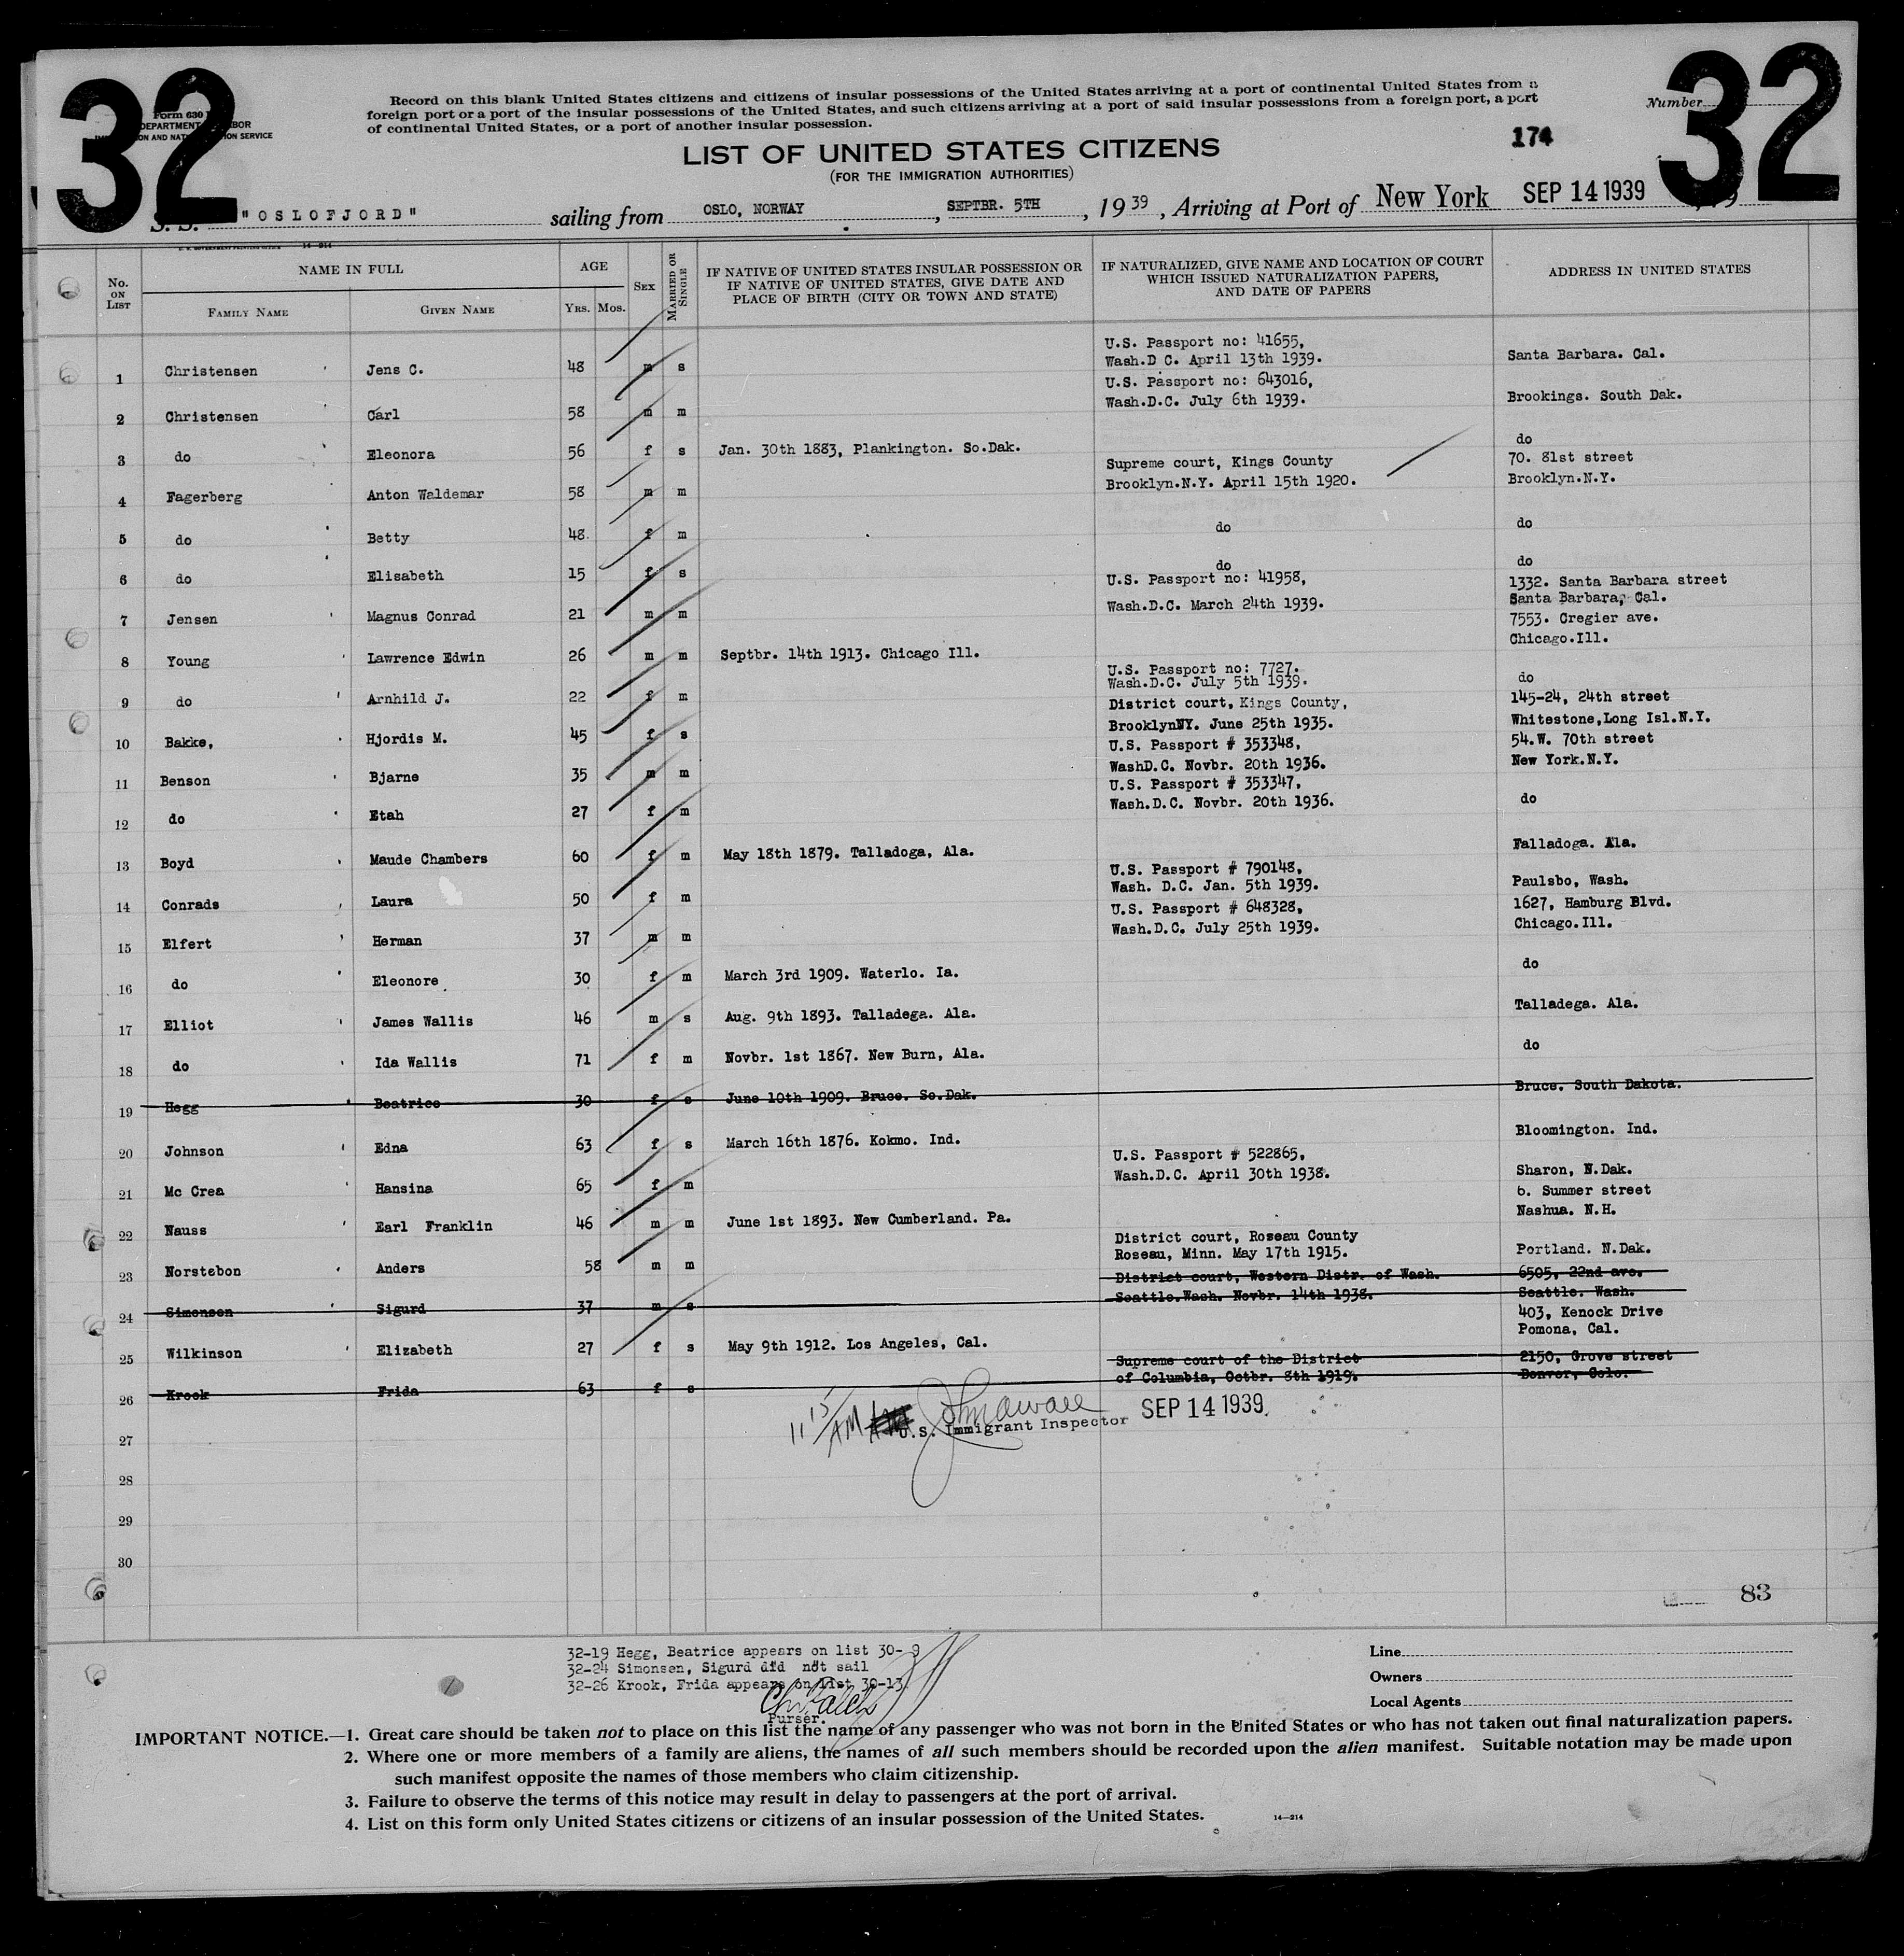 32
32
Form 630
DEPARTMENT OF LABOR
IMMIGRATION AND NATURALIZATION SERVICE
Record on this blank United States citizens and citizens of insular possessions of the United States arriving at a port of continental United States from a
foreign port or a port of the insular possessions of the United States, and such citizens arriving at a port of said insular possessions from a foreign port, a port
of continental United States, or a port of another insular possession.
Number
174
LIST OF UNITED STATES CITIZENS
(FOR THE IMMIGRATION AUTHORITIES)
S. S. "OSLOFJORD" sailing from OSLO, NORWAY, SEPTBR. 5TH, 1939, Arriving at Port of New York SEP 14 1939, 19
No. ON LIST
NAME IN FULL
FAMILY NAME
GIVEN NAME
AGE
YRS. MOS.
SEX
MARRIED OR SINGLE
IF NATIVE OF UNITED STATES INSULAR POSSESSION OR
IF NATIVE OF UNITED STATES, GIVE DATE AND
PLACE OF BIRTH (CITY OR TOWN AND STATE)
IF NATURALIZED, GIVE NAME AND LOCATION OF COURT
WHICH ISSUED NATURALIZATION PAPERS,
AND DATE OF PAPERS
ADDRESS IN UNITED STATES
U.S. Passport no: 41655,
1 Christensen Jens C. 48 m s Wash.D C. April 13th 1939. Santa Barbara. Cal.
U.S. Passport no: 643016,
2 Christensen Carl 58 m m Wash.D.C. July 6th 1939. Brookings. South Dak.
3 do Eleonora 56 f s Jan. 30th 1883, Plankington. So.Dak. do
Supreme court, Kings County 70. 81st street
4 Fagerberg Anton Waldemar 58 m m Brooklyn.N.Y. April 15th 1920. Brooklyn.N.Y.
5 do Betty 48. f m do do
6 do Elisabeth 15 f s do do
U.S. Passport no: 41958, 1332. Santa Barbara street
7 Jensen Magnus Conrad 21 m m Wash.D.C. March 24th 1939. Santa Barbara, Cal.
7553. Cregier ave.
8 Young Lawrence Edwin 26 m m Septbr. 14th 1913. Chicago Ill. Chicago.Ill.
U.S. Passport no: 7727.
9 do Arnhild J. 22 f m Wash.D.C. July 5th 1939. do
District court, Kings County, 145-24, 24th street
10 Bakke, Hjordis M. 45 f s BrooklynNY. June 25th 1935. Whitestone,Long Isl.N.Y.
U.S. Passport # 353348, 54.W. 70th street
11 Benson Bjarne 35 m m WashD.C. Novbr. 20th 1936. New York.N.Y.
U.S. Passport # 353347,
12 do Etah 27 f m Wash.D.C. Novbr. 20th 1936. do
13 Boyd Maude Chambers 60 f m May 18th 1879. Talladoga, Ala. Falladoga. Ala.
U.S. Passport # 790148,
14 Conrads Laura 50 f m Wash. D.C. Jan. 5th 1939. Paulsbo, Wash.
U.S. Passport # 648328, 1627, Hamburg Blvd.
15 Elfert Herman 37 m m Wash.D.C. July 25th 1939. Chicago.Ill.
16 do Eleonore 30 f m March 3rd 1909. Waterlo. Ia. do
17 Elliot James Wallis 46 m s Aug. 9th 1893. Talladega. Ala. Talladega. Ala.
18 do Ida Wallis 71 f m Novbr. 1st 1867. New Burn, Ala. do
19 Hegg Beatrice 30 f s June 10th 1909. Bruce. So.Dak. Bruce. South Dakota.
20 Johnson Edna 63 f s March 16th 1876. Kokmo. Ind. Bloomington. Ind.
U.S. Passport # 522865,
21 Mc Crea Hansina 65 f m Wash.D.C. April 30th 1938. Sharon, N.Dak.
6. Summer street
22 Nauss Earl Franklin 46 m m June 1st 1893. New Cumberland. Pa. Nashua. N.H.
District court, Roseau County
23 Norstebon Anders 58 m m Roseau, Minn. May 17th 1915. Portland. N.Dak.
District court, Western Distr. of Wash. 6505, 22nd ave.
24 Simonsen Sigurd 37 m s Seattle.Wash. Novbr. 14th 1938. Seattle. Wash.
403, Kenock Drive
25 Wilkinson Elizabeth 27 f s May 9th 1912. Los Angeles, Cal. Pomona, Cal.
Supreme court of the District 2150, Grove street
26 Krook Frida 63 f s of Columbia, Octbr. 8th 1919. Denver, Colo.
11 15/AM
U.S. Immigrant Inspector SEP 14 1939
27
28
29
30
83
32-19 Hegg, Beatrice appears on list 30- 9
32-24 Simonsen, Sigurd did not sail
32-26 Krook, Frida appears on list 30-13.
Purser.
Line
Owners
Local Agents
IMPORTANT NOTICE.—1. Great care should be taken not to place on this list the name of any passenger who was not born in the United States or who has not taken out final naturalization papers.
2. Where one or more members of a family are aliens, the names of all such members should be recorded upon the alien manifest. Suitable notation may be made upon
such manifest opposite the names of those members who claim citizenship.
3. Failure to observe the terms of this notice may result in delay to passengers at the port of arrival.
4. List on this form only United States citizens or citizens of an insular possession of the United States.
14—214